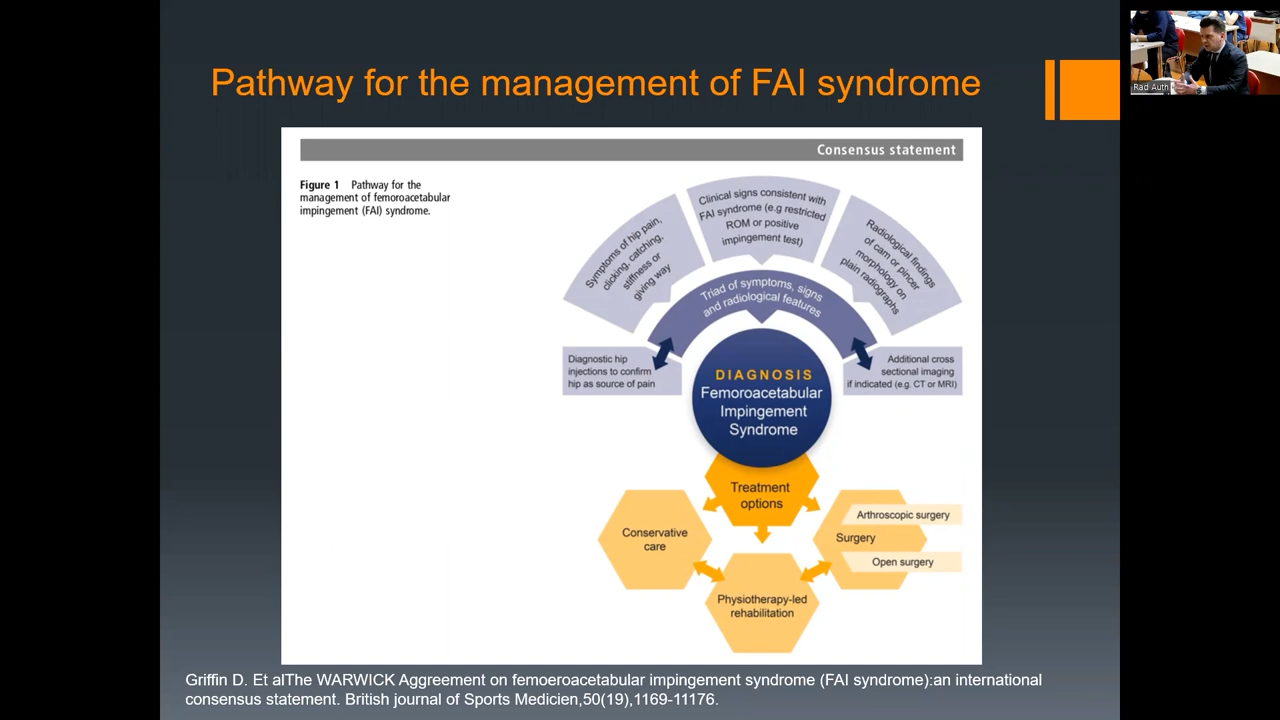 Pathway for the management of FAI syndrome
Rad Auth
Consensus statement
Figure 1 Pathway for the
management of femoroacetabular
impingement (FAI) syndrome.
Symptoms of hip pain,
clicking, catching,
stiffness or
giving way
Clinical signs consistent with
FAI syndrome (e.g restricted
ROM or positive
impingement test)
Radiological findings
of cam or pincer
morphology on
plain radiographs
Triad of symptoms, signs
and radiological features
Diagnostic hip
injections to confirm
hip as source of pain
Additional cross
sectional imaging
if indicated (e.g. CT or MRI)
DIAGNOSIS
Femoroacetabular
Impingement
Syndrome
Treatment
options
Conservative
care
Arthroscopic surgery
Surgery
Open surgery
Physiotherapy-led
rehabilitation
Griffin D. Et alThe WARWICK Aggreement on femoeroacetabular impingement syndrome (FAI syndrome):an international
consensus statement. British journal of Sports Medicien,50(19),1169-11176.